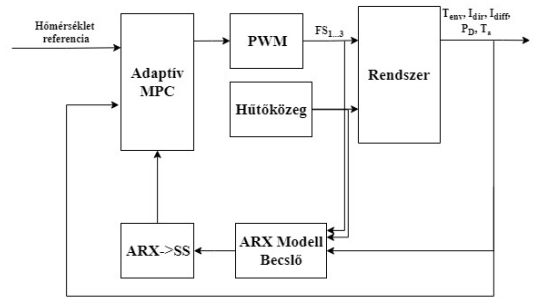 Hőmérséklet
referencia
Adaptív
MPC
PWM
FS1...3
Hűtőközeg
Rendszer
Tenv, Idir, Idiff,
PD, Ta
ARX->SS
ARX Modell
Becslő